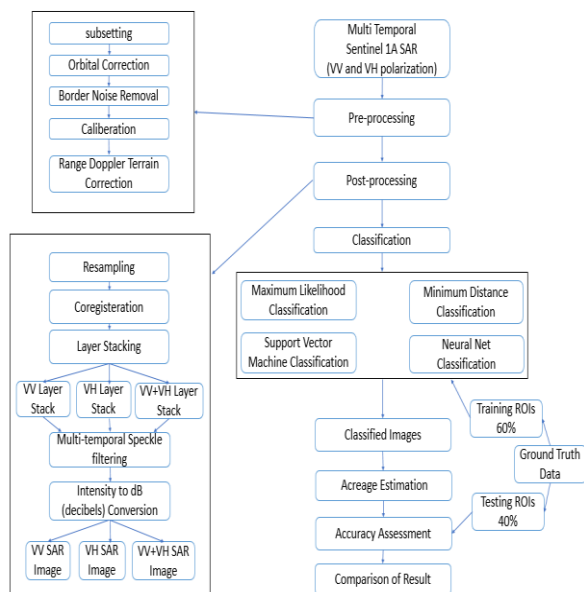 subsetting
Orbital Correction
Border Noise Removal
Caliberation
Range Doppler Terrain
Correction
Multi Temporal
Sentinel 1A SAR
(VV and VH polarization)
Pre-processing
Post-processing
Classification
Maximum Likelihood
Classification
Minimum Distance
Classification
Support Vector
Machine Classification
Neural Net
Classification
Resampling
Coregisteration
Layer Stacking
VV Layer
Stack
VH Layer
Stack
VV+VH Layer
Stack
Multi-temporal Speckle
filtering
Intensity to dB
(decibels) Conversion
VV SAR
Image
VH SAR
Image
VV+VH SAR
Image
Classified Images
Acreage Estimation
Accuracy Assessment
Comparison of Result
Training ROIs
60%
Ground Truth
Data
Testing ROIs
40%